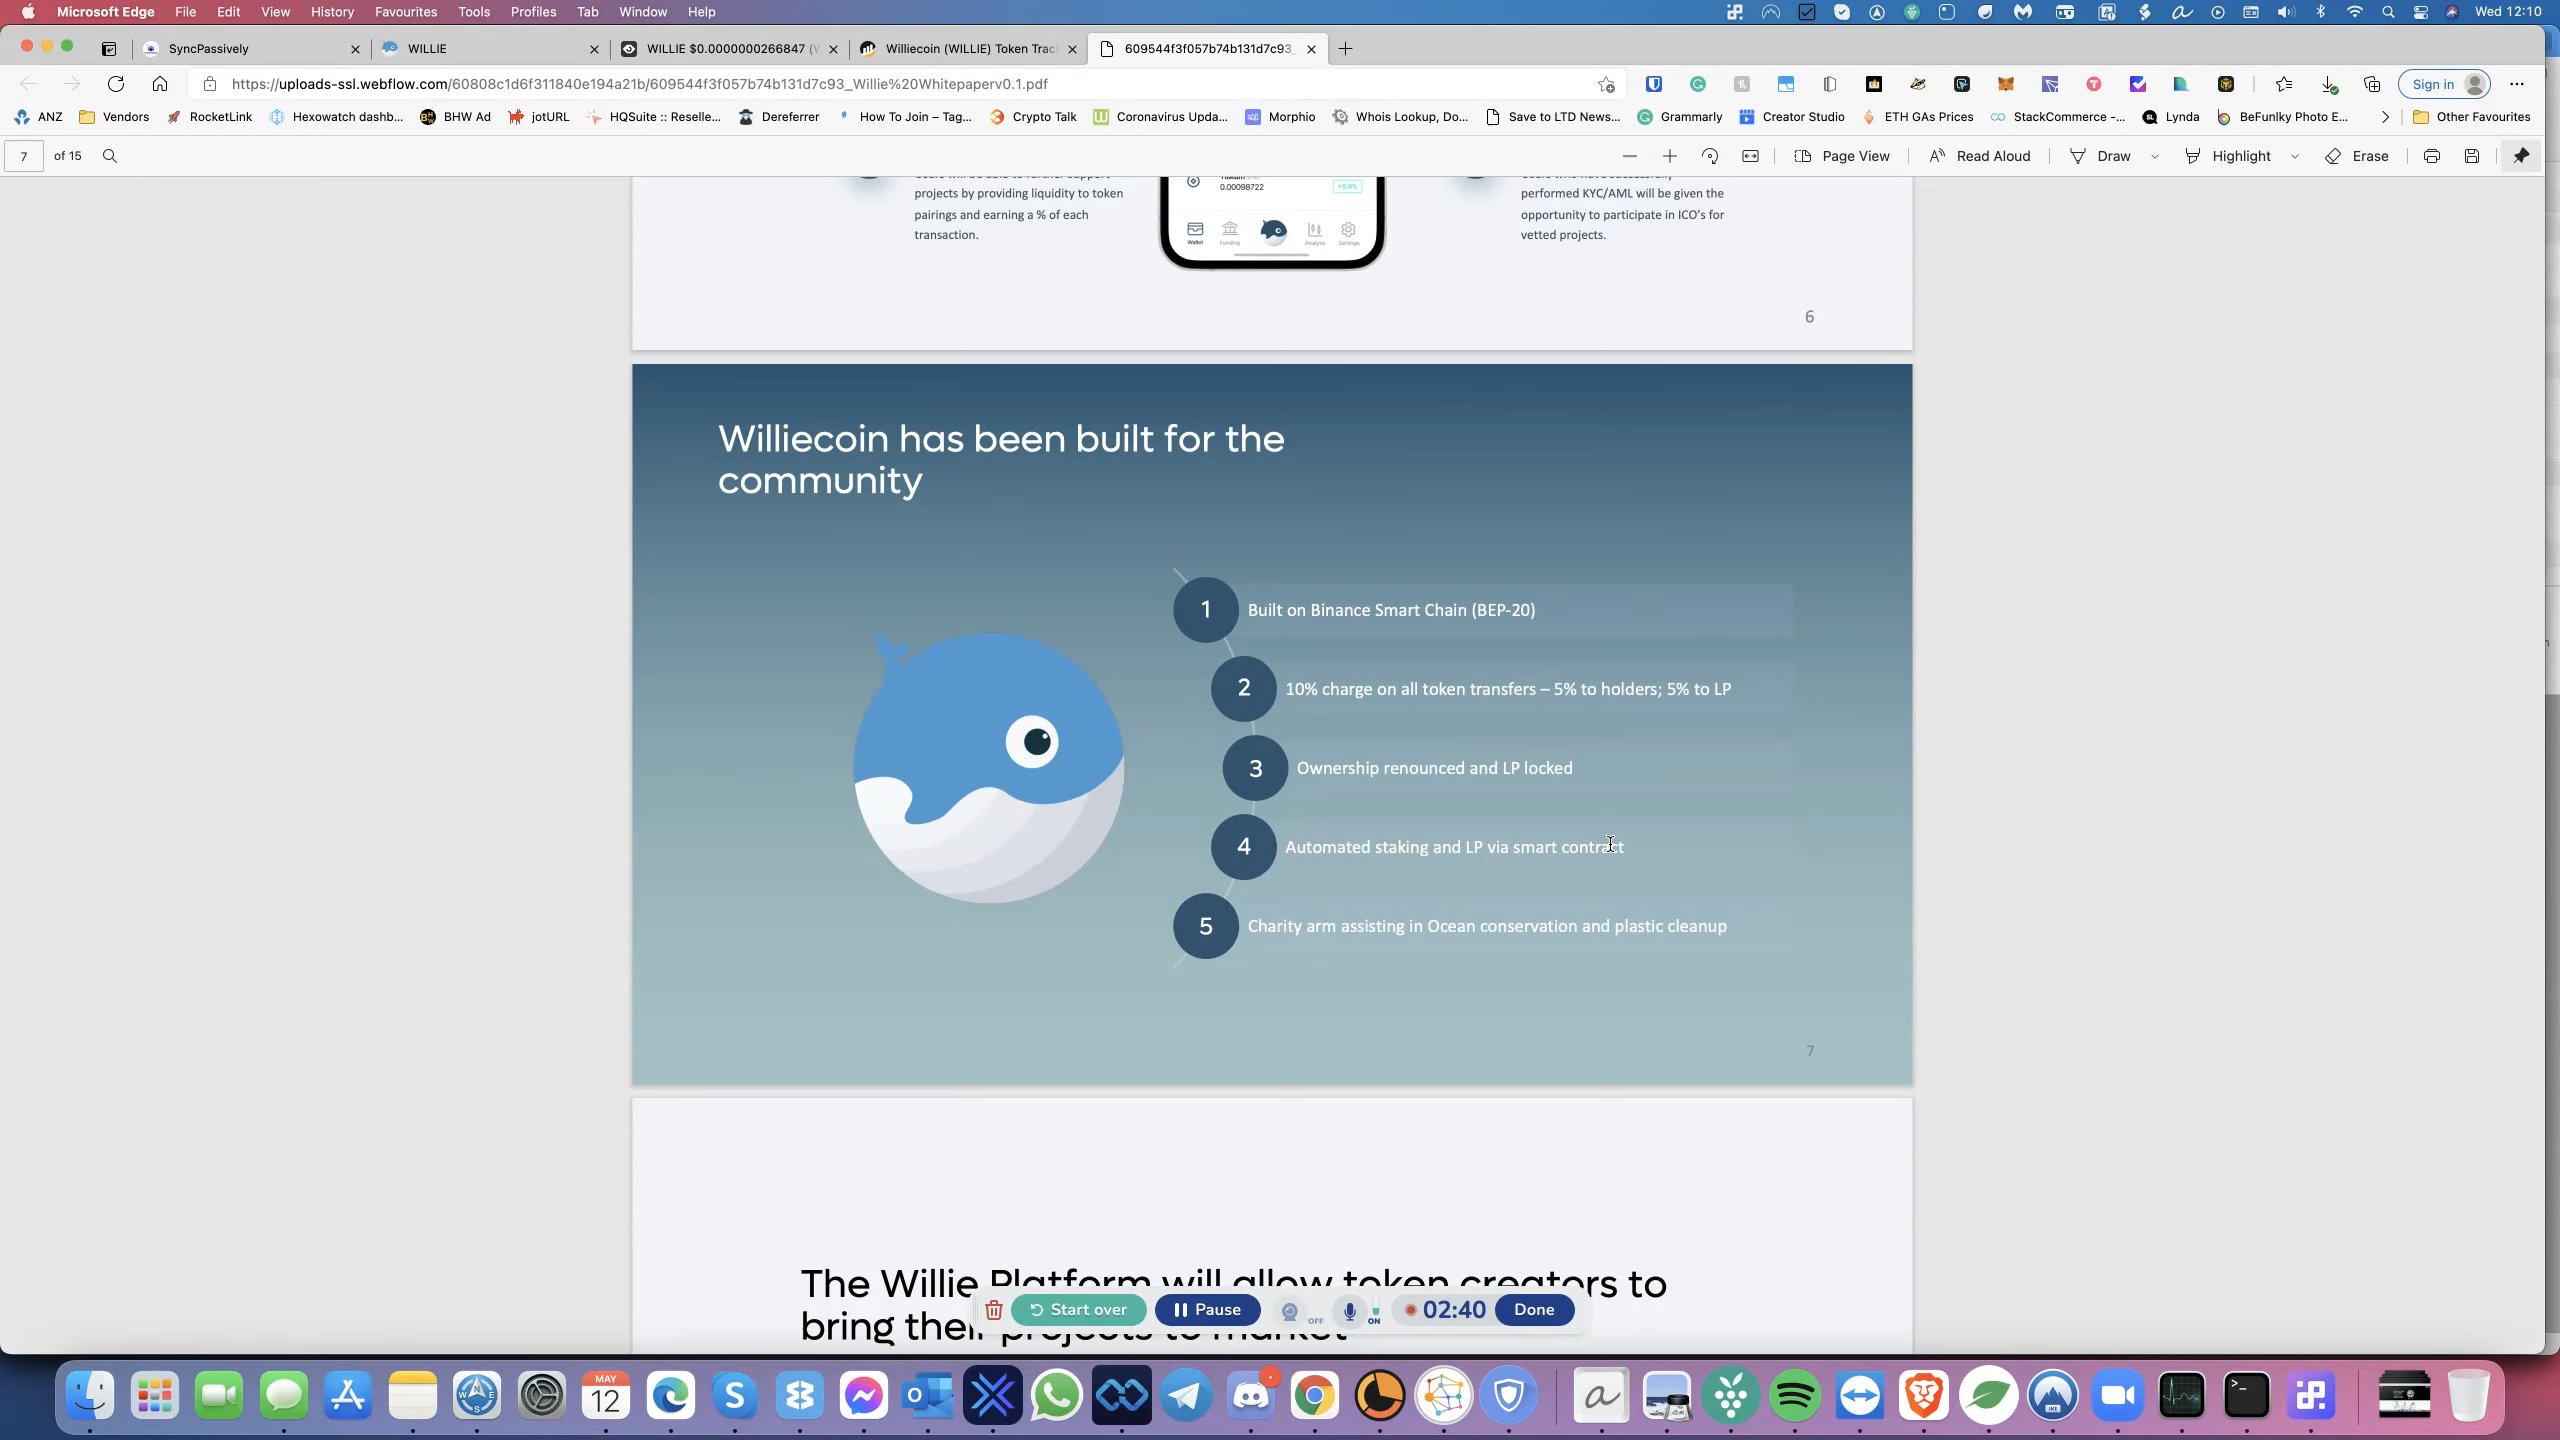 Microsoft Edge File Edit View History Favourites Tools Profiles Tab Window Help Wed 12:10
SyncPassively WILLIE WILLIE $0.0000000266847 ( Williecoin (WILLIE) Token Trac 609544f3f057b74b131d7c93_
https://uploads-ssl.webflow.com/60808c1d6f311840e194a21b/609544f3f057b74b131d7c93_Willie%20Whitepaperv0.1.pdf Sign in
ANZ Vendors RocketLink Hexowatch dashb... BHW Ad jotURL HQSuite :: Reselle... Dereferrer How To Join – Tag... Crypto Talk Coronavirus Upda... Morphio Whois Lookup, Do... Save to LTD News... Grammarly Creator Studio ETH GAs Prices StackCommerce -... Lynda BeFunlky Photo E... Other Favourites
7 of 15 Page View Read Aloud Draw Highlight Erase
projects by providing liquidity to token
pairings and earning a % of each
transaction.
0.00098722
Wallet Funding Analyse Settings
performed KYC/AML will be given the
opportunity to participate in ICO's for
vetted projects.
6
Williecoin has been built for the
community
1 Built on Binance Smart Chain (BEP-20)
2 10% charge on all token transfers – 5% to holders; 5% to LP
3 Ownership renounced and LP locked
4 Automated staking and LP via smart contract
5 Charity arm assisting in Ocean conservation and plastic cleanup
7
The Willie Platform will allow token creators to
bring their projects to market
Start over Pause OFF ON 02:40 Done
MAY
12